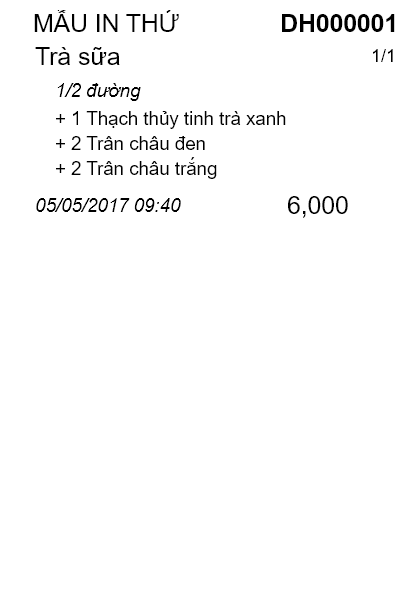 MẪU IN THỨ DH000001
Trà sữa 1/1
1/2 đường
+ 1 Thạch thủy tinh trà xanh
+ 2 Trân châu đen
+ 2 Trân châu trắng
05/05/2017 09:40 6,000